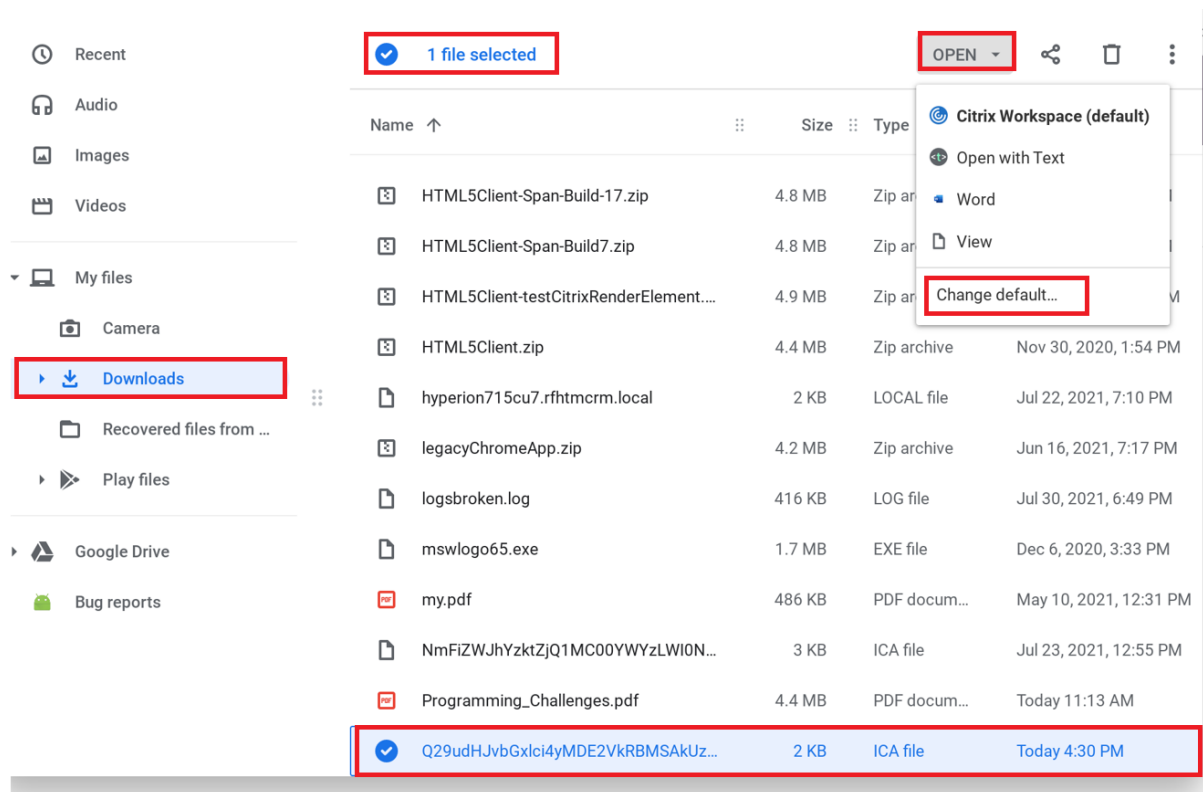 Recent
Audio
Images
Videos
My files
Camera
Downloads
Recovered files from ...
Play files
Google Drive
Bug reports
1 file selected
OPEN
Citrix Workspace (default)
Open with Text
Word
View
Change default...
Name Size Type
HTML5Client-Span-Build-17.zip 4.8 MB Zip ar
HTML5Client-Span-Build7.zip 4.8 MB Zip ar
HTML5Client-testCitrixRenderElement.... 4.9 MB Zip ar M
HTML5Client.zip 4.4 MB Zip archive Nov 30, 2020, 1:54 PM
hyperion715cu7.rfhtmcrm.local 2 KB LOCAL file Jul 22, 2021, 7:10 PM
legacyChromeApp.zip 4.2 MB Zip archive Jun 16, 2021, 7:17 PM
logsbroken.log 416 KB LOG file Jul 30, 2021, 6:49 PM
mswlogo65.exe 1.7 MB EXE file Dec 6, 2020, 3:33 PM
PDF my.pdf 486 KB PDF docum... May 10, 2021, 12:31 PM
NmFiZWJhYzktZjQ1MC00YWYzLWI0N... 3 KB ICA file Jul 23, 2021, 12:55 PM
PDF Programming_Challenges.pdf 4.4 MB PDF docum... Today 11:13 AM
Q29udHJvbGxlci4yMDE2VkRBMSAkUz... 2 KB ICA file Today 4:30 PM